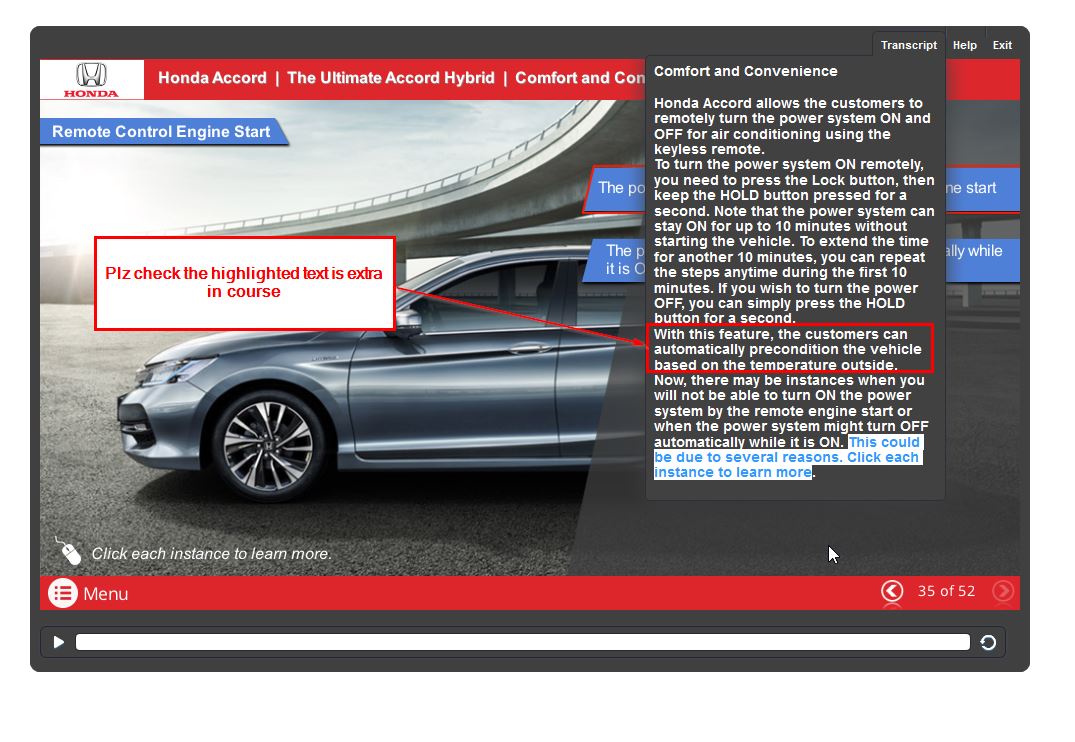 Transcript
Help
Exit
HONDA
Honda Accord | The Ultimate Accord Hybrid | Comfort and Con
Remote Control Engine Start
Comfort and Convenience
Honda Accord allows the customers to
remotely turn the power system ON and
OFF for air conditioning using the
keyless remote.
To turn the power system ON remotely,
you need to press the Lock button, then
keep the HOLD button pressed for a
second. Note that the power system can
stay ON for up to 10 minutes without
starting the vehicle. To extend the time
for another 10 minutes, you can repeat
the steps anytime during the first 10
minutes. If you wish to turn the power
OFF, you can simply press the HOLD
button for a second.
With this feature, the customers can
automatically precondition the vehicle
based on the temperature outside.
Now, there may be instances when you
will not be able to turn ON the power
system by the remote engine start or
when the power system might turn OFF
automatically while it is ON. This could
be due to several reasons. Click each
instance to learn more.
The po
ne start
The p
ally while
it is O
Plz check the highlighted text is extra
in course
Click each instance to learn more.
Menu
35 of 52